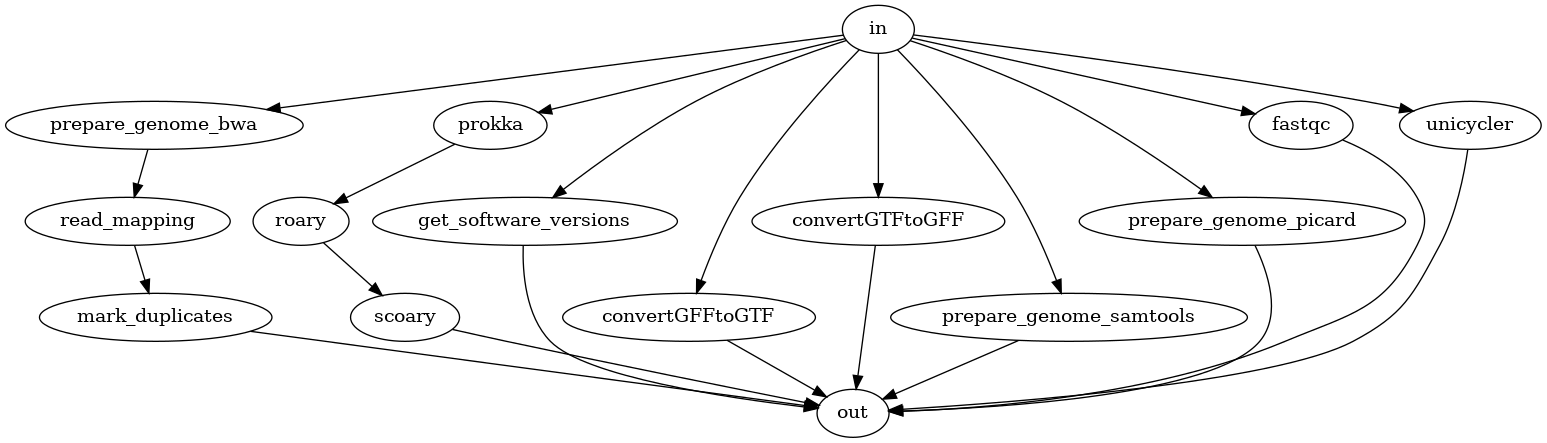 in
prepare_genome_bwa
prokka
fastqc
unicycler
read_mapping
roary
get_software_versions
convertGTFtoGFF
prepare_genome_picard
mark_duplicates
scoary
convertGFFtoGTF
prepare_genome_samtools
out